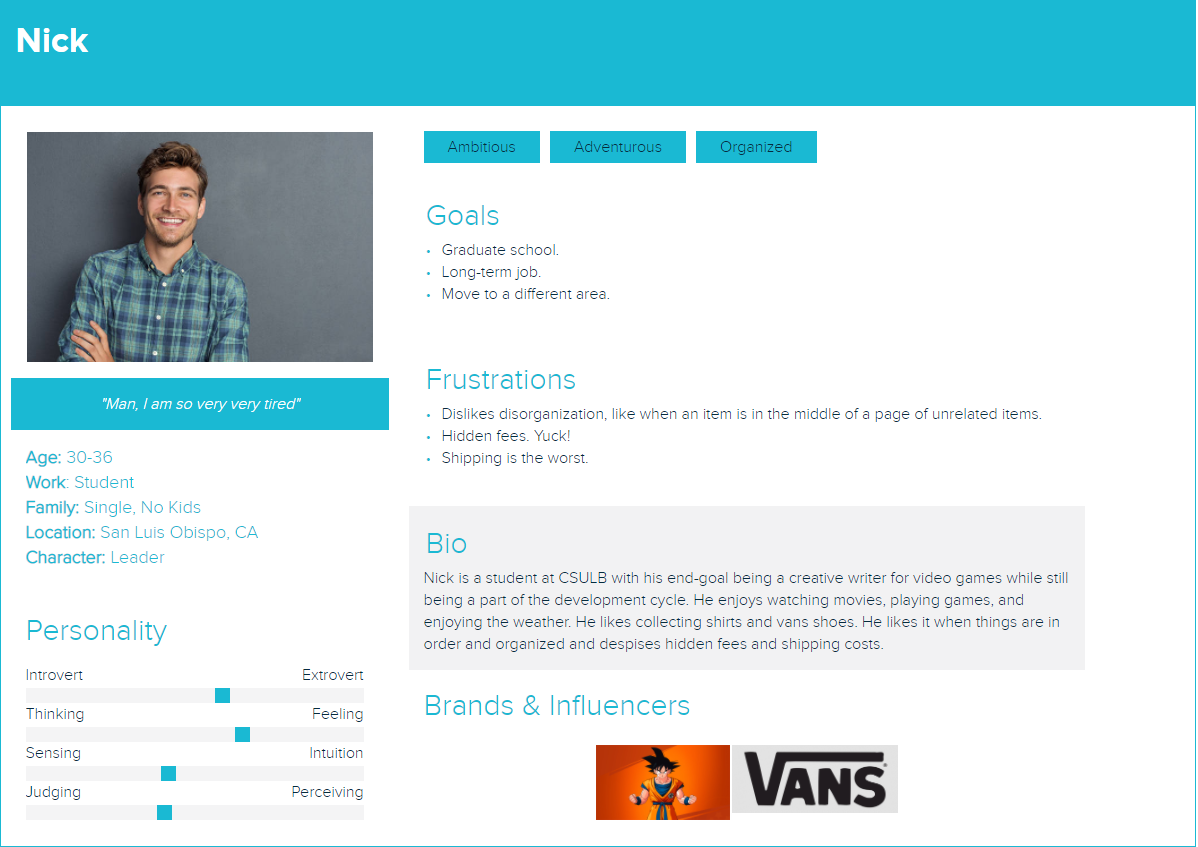 Nick
"Man, I am so very very tired"
Age: 30-36
Work: Student
Family: Single, No Kids
Location: San Luis Obispo, CA
Character: Leader
Personality
Introvert Extrovert
Thinking Feeling
Sensing Intuition
Judging Perceiving
Ambitious Adventurous Organized
Goals
• Graduate school.
• Long-term job.
• Move to a different area.
Frustrations
• Dislikes disorganization, like when an item is in the middle of a page of unrelated items.
• Hidden fees. Yuck!
• Shipping is the worst.
Bio
Nick is a student at CSULB with his end-goal being a creative writer for video games while still
being a part of the development cycle. He enjoys watching movies, playing games, and
enjoying the weather. He likes collecting shirts and vans shoes. He likes it when things are in
order and organized and despises hidden fees and shipping costs.
Brands & Influencers
VANS